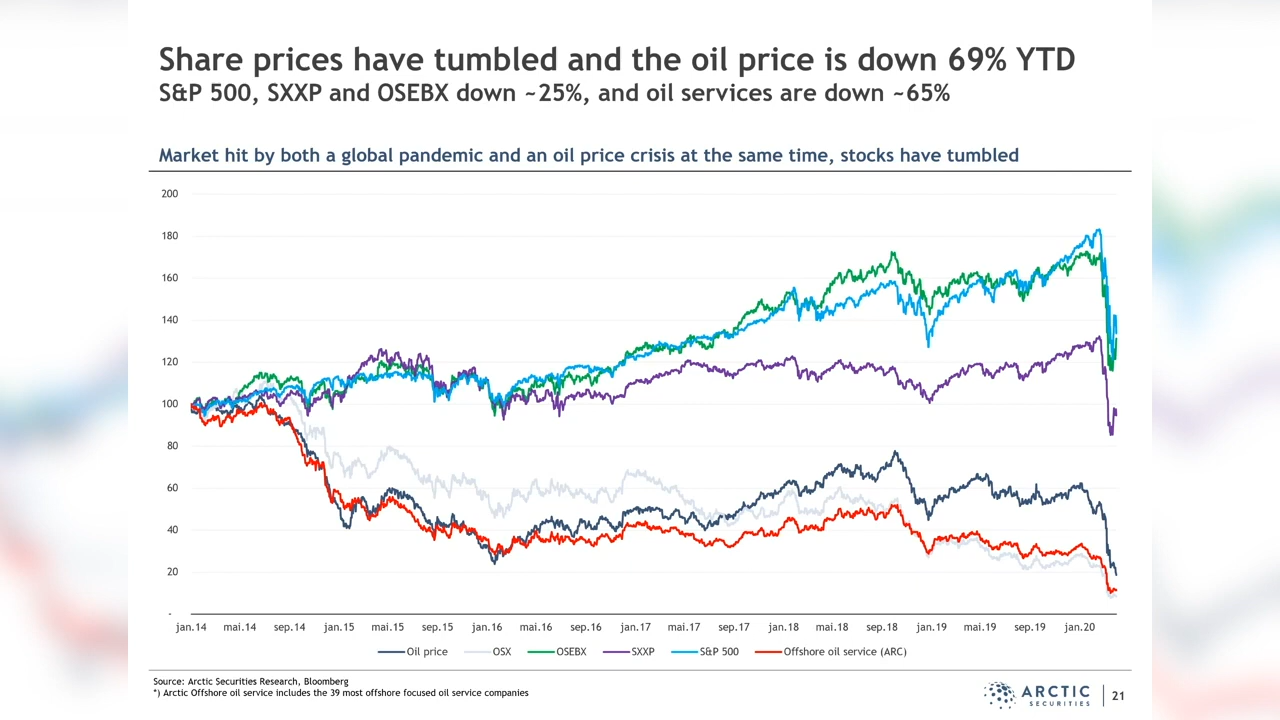 Share prices have tumbled and the oil price is down 69% YTD
S&P 500, SXXP and OSEBX down ~25%, and oil services are down ~65%
Market hit by both a global pandemic and an oil price crisis at the same time, stocks have tumbled
200
180
160
140
120
100
80
60
40
20
-
jan.14 mai.14 sep.14 jan.15 mai.15 sep.15 jan.16 mai.16 sep.16 jan.17 mai.17 sep.17 jan.18 mai.18 sep.18 jan.19 mai.19 sep.19 jan.20
Oil price OSX OSEBX SXXP S&P 500 Offshore oil service (ARC)
Source: Arctic Securities Research, Bloomberg
*) Arctic Offshore oil service includes the 39 most offshore focused oil service companies
ARCTIC
SECURITIES
21